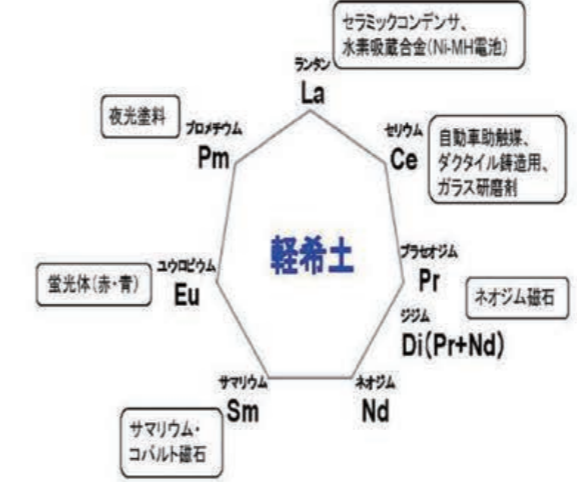 セラミックコンデンサ、
水素吸蔵合金(Ni-MH電池)
ランタン
La
夜光塗料
プロメチウム
Pm
セリウム
Ce
自動車助触媒、
ダクタイル鋳造用、
ガラス研磨剤
軽希土
ユウロピウム
Eu
蛍光体(赤・青)
プラセオジム
Pr
ネオジム磁石
ジジム
Di(Pr+Nd)
サマリウム
Sm
ネオジム
Nd
サマリウム・
コバルト磁石